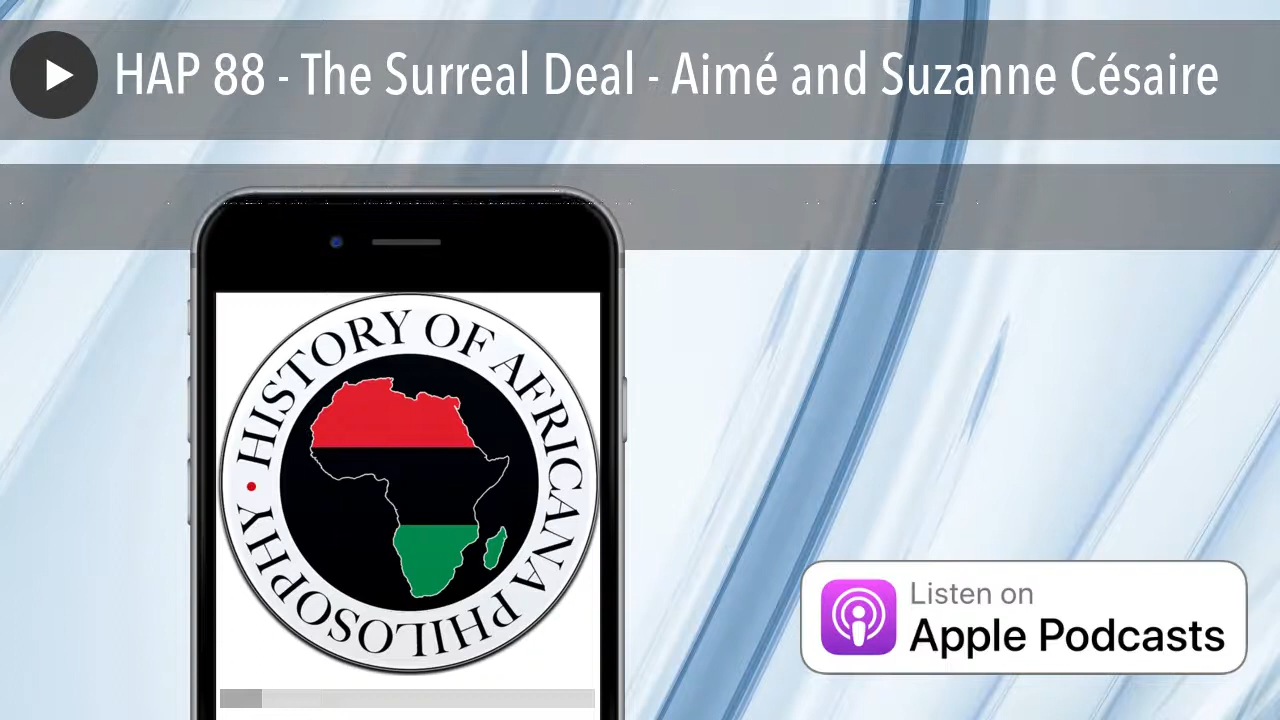 HAP 88 - The Surreal Deal - Aimé and Suzanne Césaire
HISTORY OF AFRICANA PHILOSOPHY
Listen on
Apple Podcasts